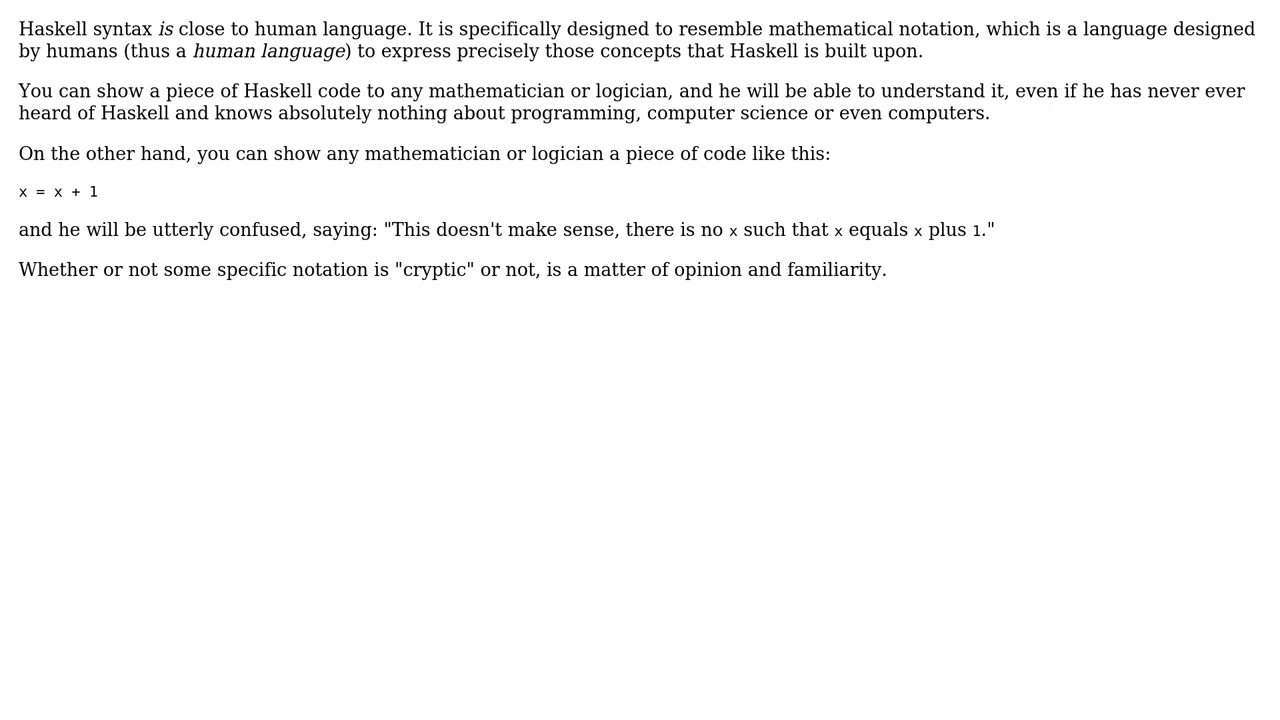 Haskell syntax is close to human language. It is specifically designed to resemble mathematical notation, which is a language designed
by humans (thus a human language) to express precisely those concepts that Haskell is built upon.
You can show a piece of Haskell code to any mathematician or logician, and he will be able to understand it, even if he has never ever
heard of Haskell and knows absolutely nothing about programming, computer science or even computers.
On the other hand, you can show any mathematician or logician a piece of code like this:
x = x + 1
and he will be utterly confused, saying: "This doesn't make sense, there is no x such that x equals x plus 1."
Whether or not some specific notation is "cryptic" or not, is a matter of opinion and familiarity.